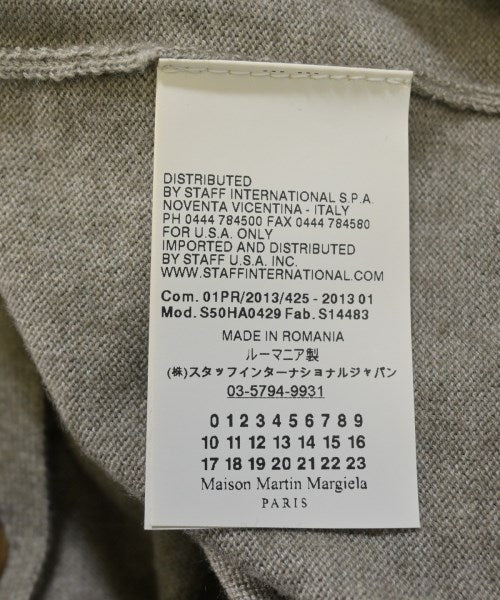 DISTRIBUTED
BY STAFF INTERNATIONAL S.P.A.
NOVENTA VICENTINA - ITALY
PH 0444 784500 FAX 0444 784580
FOR U.S.A. ONLY
IMPORTED AND DISTRIBUTED
BY STAFF U.S.A. INC.
WWW.STAFFINTERNATIONAL.COM
Com. 01PR/2013/425 - 2013 01
Mod. S50HA0429 Fab. S14483
MADE IN ROMANIA
ルーマニア製
(株)スタッフインターナショナルジャパン
03-5794-9931
0 1 2 3 4 5 6 7 8 9
10 11 12 13 14 15 16
17 18 19 20 21 22 23
Maison Martin Margiela
PARIS